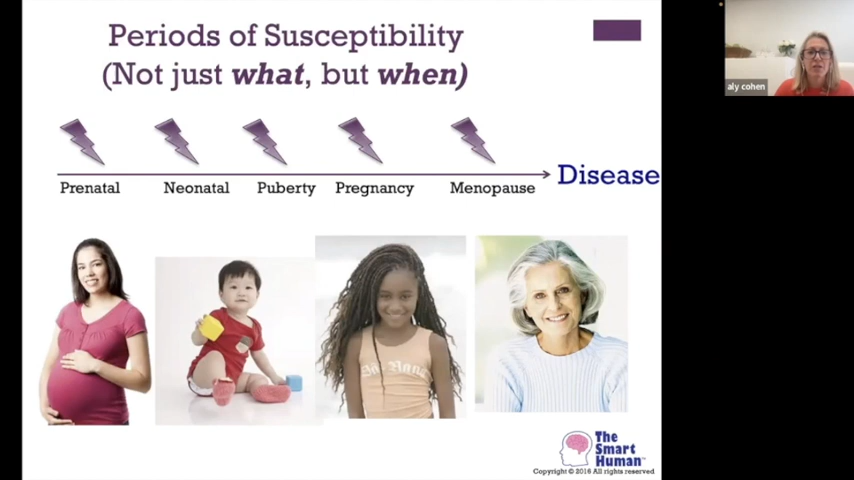 Periods of Susceptibility
(Not just what, but when)
Prenatal
Neonatal
Puberty
Pregnancy
Menopause
Disease
The
Smart
Human™
Copyright © 2016 All rights reserved
aly cohen